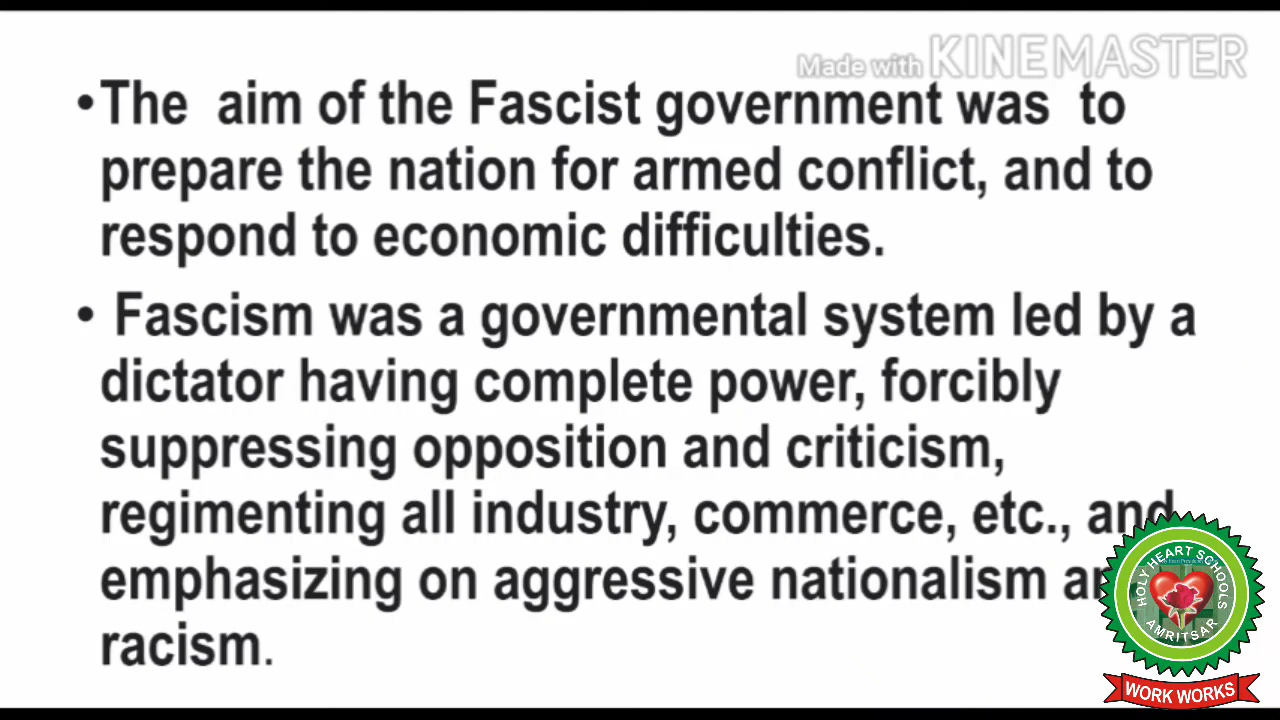 Made with KINEMASTER
•The aim of the Fascist government was to
prepare the nation for armed conflict, and to
respond to economic difficulties.
• Fascism was a governmental system led by a
dictator having complete power, forcibly
suppressing opposition and criticism,
regimenting all industry, commerce, etc., and
emphasizing on aggressive nationalism
racism.
HOLY HEART SCHOOLS
AMRITSAR
WORK WORKS